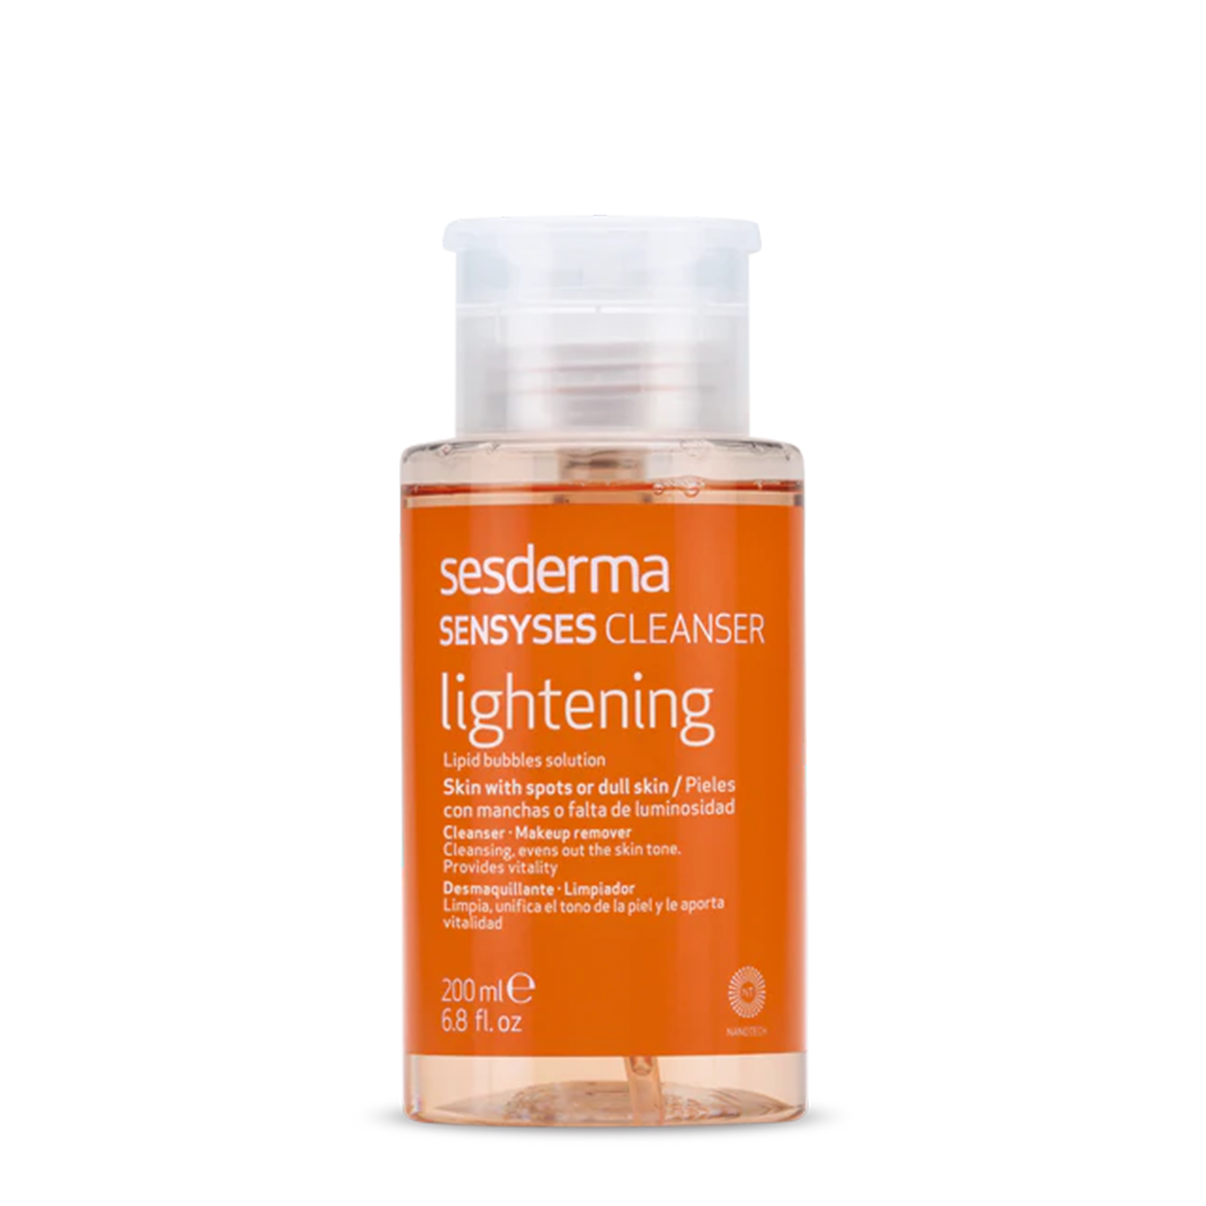 sesderma
SENSYSES CLEANSER
lightening
Lipid bubbles solution
Skin with spots or dull skin / Pieles
con manchas o falta de luminosidad
Cleanser · Makeup remover
Cleansing, evens out the skin tone.
Provides vitality
Desmaquillante · Limpiador
Limpia, unifica el tono de la piel y le aporta
vitalidad
200 ml e
6.8 fl. oz
NT
NANOTECH